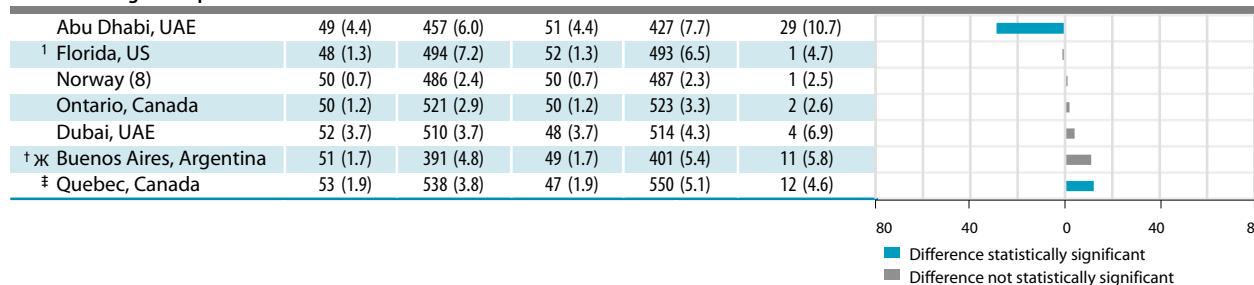 Abu Dhabi, UAE 49 (4.4) 457 (6.0) 51 (4.4) 427 (7.7) 29 (10.7)
1 Florida, US 48 (1.3) 494 (7.2) 52 (1.3) 493 (6.5) 1 (4.7)
Norway (8) 50 (0.7) 486 (2.4) 50 (0.7) 487 (2.3) 1 (2.5)
Ontario, Canada 50 (1.2) 521 (2.9) 50 (1.2) 523 (3.3) 2 (2.6)
Dubai, UAE 52 (3.7) 510 (3.7) 48 (3.7) 514 (4.3) 4 (6.9)
† Ж Buenos Aires, Argentina 51 (1.7) 391 (4.8) 49 (1.7) 401 (5.4) 11 (5.8)
‡ Quebec, Canada 53 (1.9) 538 (3.8) 47 (1.9) 550 (5.1) 12 (4.6)
80 40 0 40 8
Difference statistically significant
Difference not statistically significant